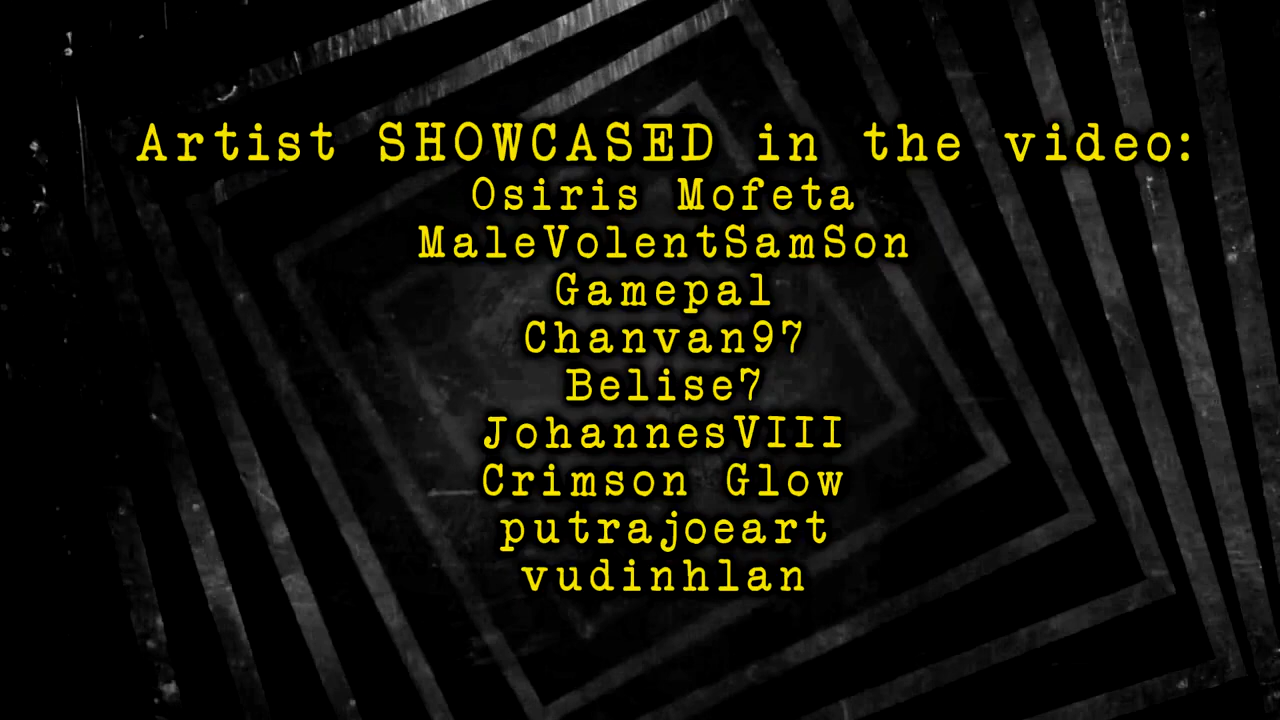 Artist SHOWCASED in the video:
Osiris Mofeta
MaleVolentSamSon
Gamepal
Chanvan97
Belise7
JohannesVIII
Crimson Glow
putrajoeart
vudinhlan